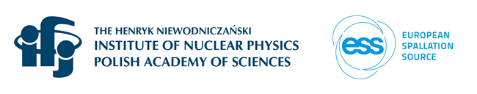 ifj
THE HENRYK NIEWODNICZAŃSKI
INSTITUTE OF NUCLEAR PHYSICS
POLISH ACADEMY OF SCIENCES
ess
EUROPEAN
SPALLATION
SOURCE